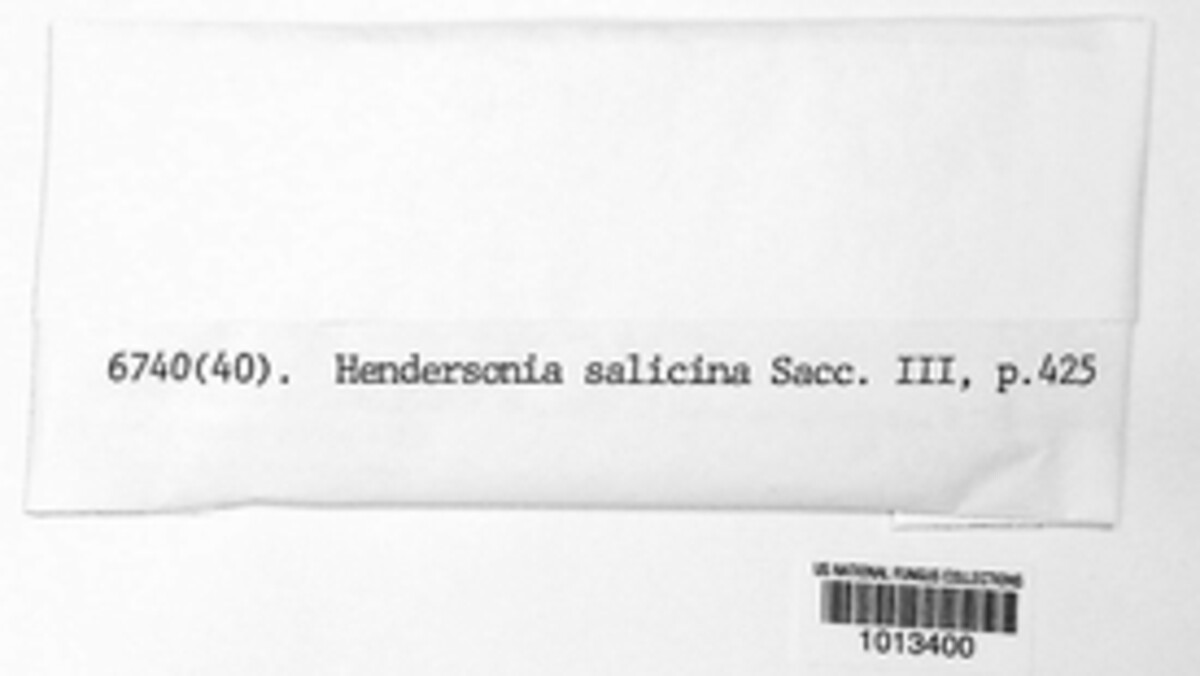 6740(40). Hendersonia salicina Sacc. III, p.425
US NATIONAL FUNGUS COLLECTIONS
1013400